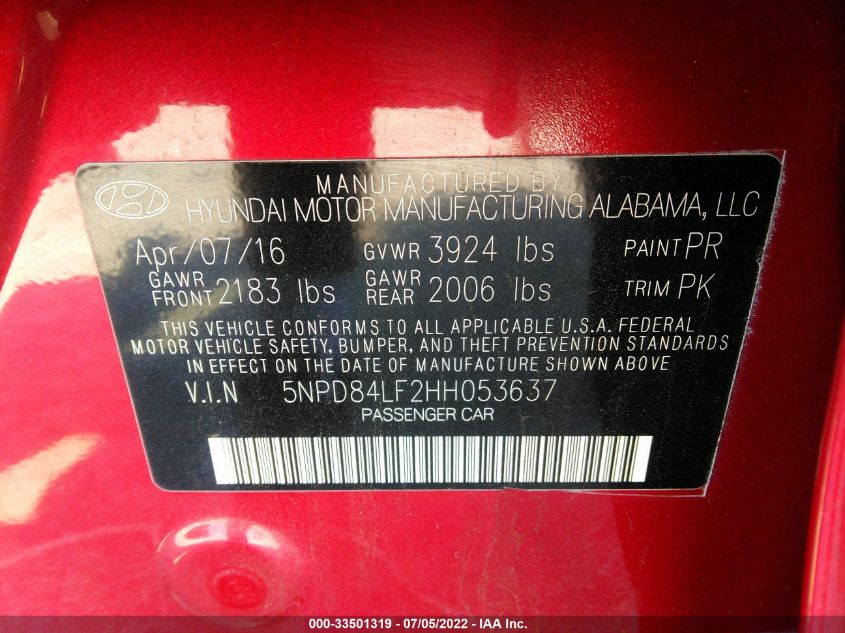 MANUFACTURED BY
HYUNDAI MOTOR MANUFACTURING ALABAMA, LLC
Apr/07/16 GVWR 3924 lbs PAINT PR
GAWR FRONT 2183 lbs GAWR REAR 2006 lbs TRIM PK
THIS VEHICLE CONFORMS TO ALL APPLICABLE U.S.A. FEDERAL
MOTOR VEHICLE SAFETY, BUMPER, AND THEFT PREVENTION STANDARDS
IN EFFECT ON THE DATE OF MANUFACTURE SHOWN ABOVE
V.I.N 5NPD84LF2HH053637
PASSENGER CAR
000-33501319 - 07/05/2022 - IAA Inc.